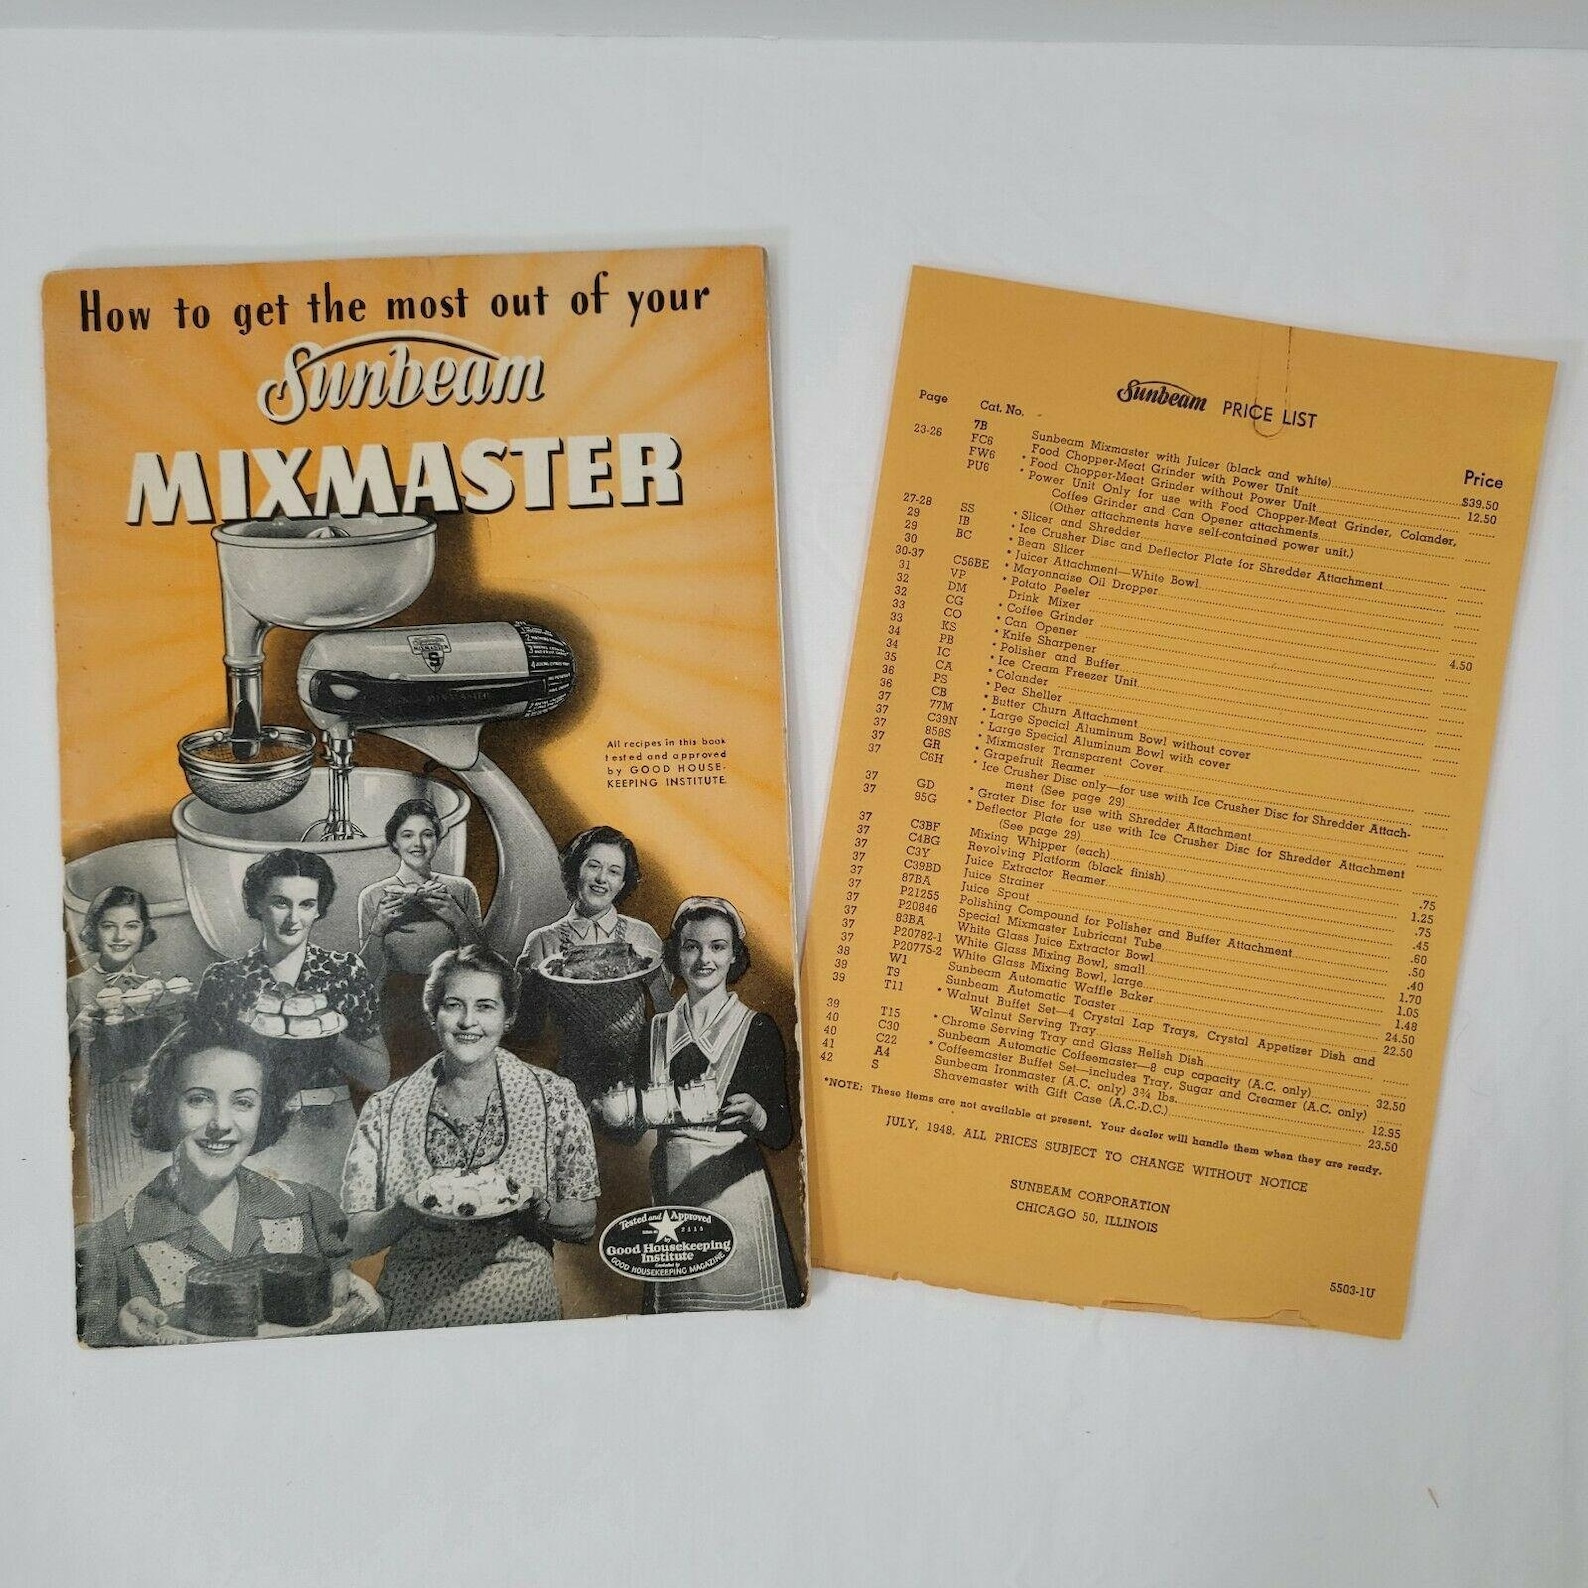 How to get the most out of your
Sunbeam
MIXMASTER
MIXMASTER
S
All recipes in this book
tested and approved
by GOOD HOUSE-
KEEPING INSTITUTE.
Tested and Approved
by
Good Housekeeping
Institute
Conducted by
GOOD HOUSEKEEPING MAGAZINE
Sunbeam PRICE LIST
Page Cat. No. Price
23-26 7B Sunbeam Mixmaster with Juicer (black and white) $39.50
FC6 * Food Chopper-Meat Grinder with Power Unit 12.50
FW6 * Food Chopper-Meat Grinder without Power Unit
PU6 * Power Unit Only for use with Food Chopper-Meat Grinder, Colander,
Coffee Grinder and Can Opener attachments
(Other attachments have self-contained power unit.)
27-28 SS * Slicer and Shredder
29 IB * Ice Crusher Disc and Deflector Plate for Shredder Attachment
29 BC * Bean Slicer
30 * Juicer Attachment—White Bowl
30-37 C56BE * Mayonnaise Oil Dropper
31 VP * Potato Peeler
32 DM Drink Mixer 4.50
32 CG * Coffee Grinder
33 CO * Can Opener
33 KS * Knife Sharpener
34 PB * Polisher and Buffer
34 IC * Ice Cream Freezer Unit
35 CA * Colander
36 PS * Pea Sheller
36 CB * Butter Churn Attachment
37 77M * Large Special Aluminum Bowl without cover
37 C39N * Large Special Aluminum Bowl with cover
37 858S * Mixmaster Transparent Cover
37 GR * Grapefruit Reamer
37 C6H * Ice Crusher Disc only—for use with Ice Crusher Disc for Shredder Attach-
ment (See page 29)
37 GD * Grater Disc for use with Shredder Attachment
37 95G * Deflector Plate for use with Ice Crusher Disc for Shredder Attachment
(See page 29)
37 C3BF Mixing Whipper (each) .75
37 C4BG Revolving Platform (black finish) 1.25
37 C3Y Juice Extractor Reamer .75
37 C39BD Juice Strainer .45
37 87BA Juice Spout .60
37 P21255 Polishing Compound for Polisher and Buffer Attachment .50
37 P20846 Special Mixmaster Lubricant Tube .40
37 83BA White Glass Juice Extractor Bowl 1.70
37 P20782-1 White Glass Mixing Bowl, small 1.05
37 P20775-2 White Glass Mixing Bowl, large 1.48
38 W1 Sunbeam Automatic Waffle Baker 24.50
39 T9 Sunbeam Automatic Toaster 22.50
39 T11 * Walnut Buffet Set—4 Crystal Lap Trays, Crystal Appetizer Dish and
Walnut Serving Tray
39 T15 * Chrome Serving Tray and Glass Relish Dish
40 C30 Sunbeam Automatic Coffeemaster—8 cup capacity (A.C. only) 32.50
40 C22 * Coffeemaster Buffet Set—includes Tray, Sugar and Creamer (A.C. only)
41 A4 Sunbeam Ironmaster (A.C. only) 3¾ lbs. 12.95
42 S Shavemaster with Gift Case (A.C.-D.C.) 23.50
*NOTE: These items are not available at present. Your dealer will handle them when they are ready.
JULY, 1948. ALL PRICES SUBJECT TO CHANGE WITHOUT NOTICE
SUNBEAM CORPORATION
CHICAGO 50, ILLINOIS
5503-1U